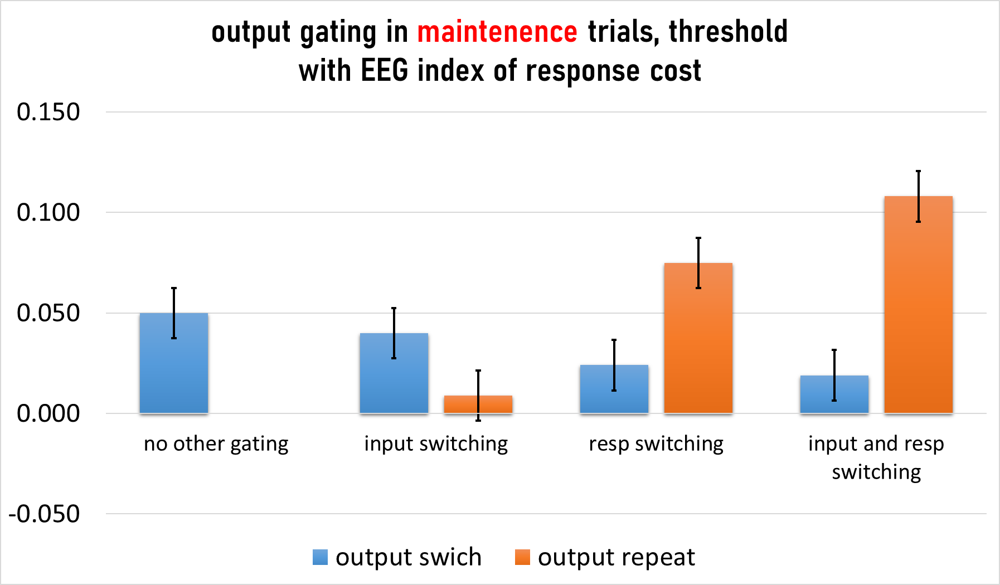 output gating in maintenence trials, threshold
with EEG index of response cost
0.150
0.100
0.050
0.000
-0.050
no other gating
input switching
resp switching
input and resp
switching
output swich
output repeat